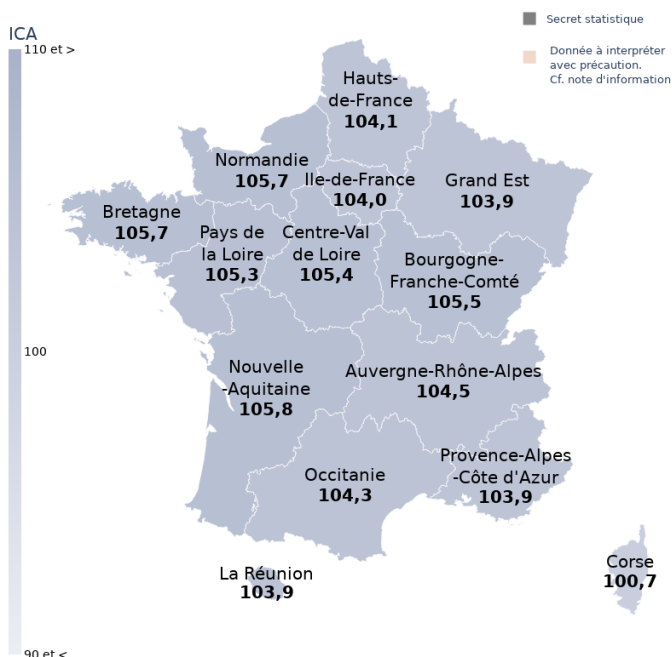 Secret statistique
ICA
110 et >
Donnée à interpréter
avec précaution.
Cf. note d'information
Hauts-
de-France
104,1
Normandie
105,7
Ile-de-France
104,0
Grand Est
103,9
Bretagne
105,7
Pays de
la Loire
105,3
Centre-Val
de Loire
105,4
Bourgogne-
Franche-Comté
105,5
100
Nouvelle
-Aquitaine
105,8
Auvergne-Rhône-Alpes
104,5
Occitanie
104,3
Provence-Alpes
-Côte d'Azur
103,9
La Réunion
103,9
Corse
100,7
90 et <